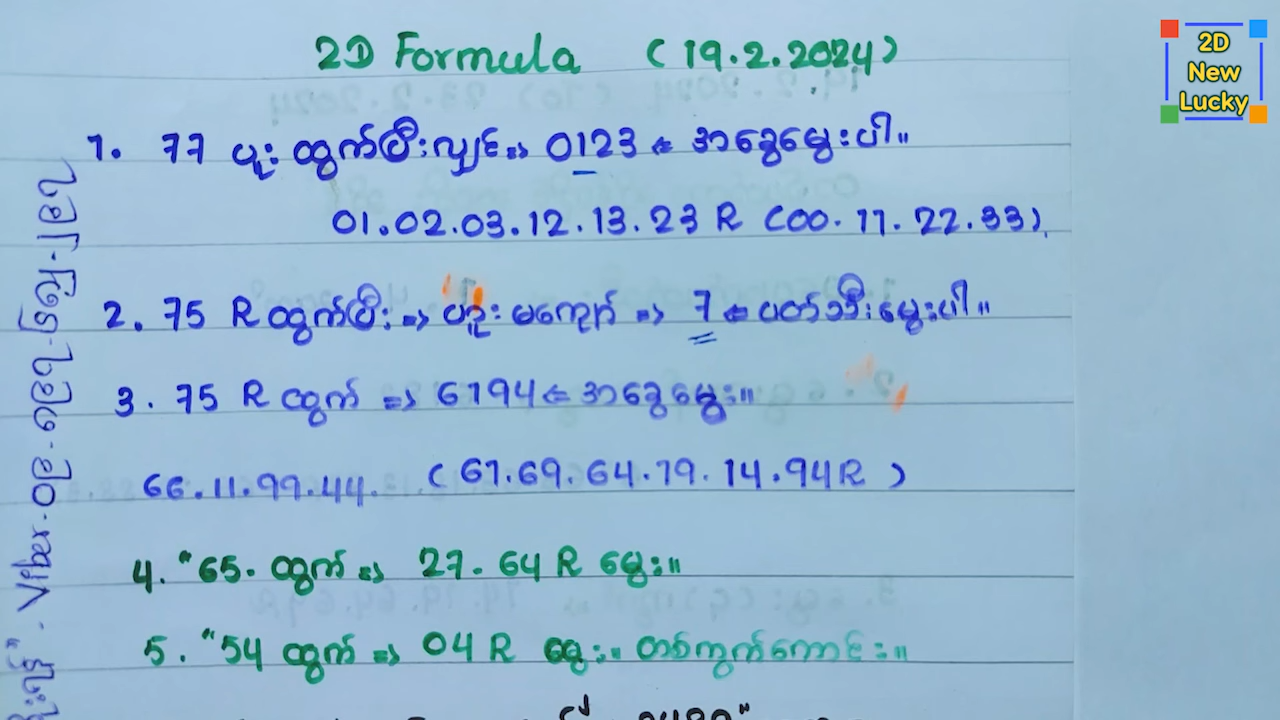 2D Formula (19.2.2024)
2D
New
Lucky
1. 77 ပူး ထွက်ပြီးလျှင် => 0123 <= အခွေမွေးပါ။
01.02.03.12.13.23 R (00.11.22.33).
2. 75 R ထွက်ပြီး => မကျော် => 7 <= ပတ်သီးမွေးပါ။
3. 75 R ထွက် => 6194 <= အခွေမွေး။
66.11.99.44. (61.69.64.19.14.94R)
4. "65. ထွက် => 27.64 R မွေး။
5. "54 ထွက် => 04 R မွေး။ တစ်ကွက်ကောင်း။
Viber.